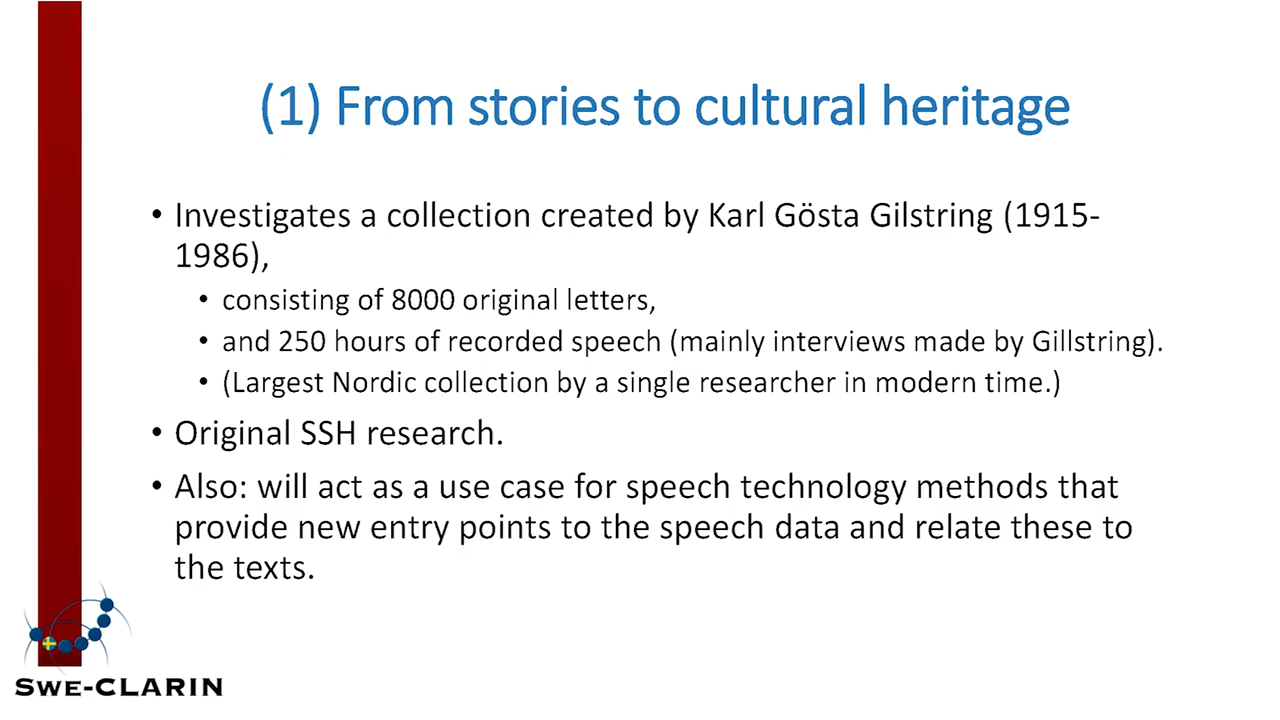 (1) From stories to cultural heritage
• Investigates a collection created by Karl Gösta Gilstring (1915-
1986),
• consisting of 8000 original letters,
• and 250 hours of recorded speech (mainly interviews made by Gillstring).
• (Largest Nordic collection by a single researcher in modern time.)
• Original SSH research.
• Also: will act as a use case for speech technology methods that
provide new entry points to the speech data and relate these to
the texts.
SWE-CLARIN